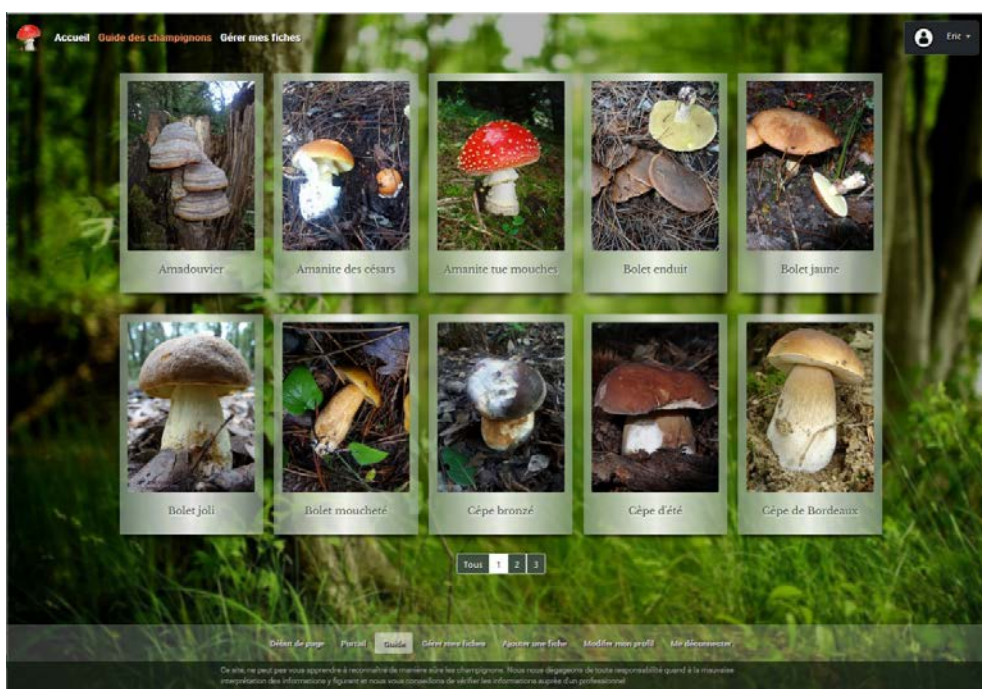 Accueil Guide des champignons Gérer mes fiches
Eric
Amadouvier Amanite des césars Amanite tue mouches Bolet enduit Bolet jaune
Bolet joli Bolet moucheté Cèpe bronzé Cèpe d'été Cèpe de Bordeaux
Tous 1 2 3
Début de page Portail Guide Gérer mes fiches Ajouter une fiche Modifer mon profil Me déconnecter
Ce site, ne peut pas vous apprendre à reconnaître de manière sûre les champignons. Nous nous dégageons de toute responsabilité quand à la mauvaise
interprétation des informations y figurent et nous vous conseillons de vérifier les informations auprès d'un professionnel